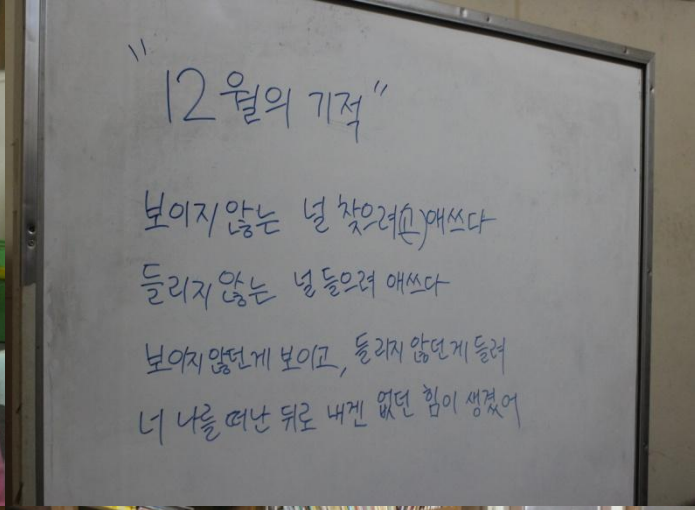 "12월의 기적"
보이지 않는 널 찾으려(고)애쓰다
들리지 않는 널 들으려 애쓰다
보이지 않던게 보이고, 들리지 않던게 들려
너 나를 떠난 뒤로 내겐 없던 힘이 생겼어